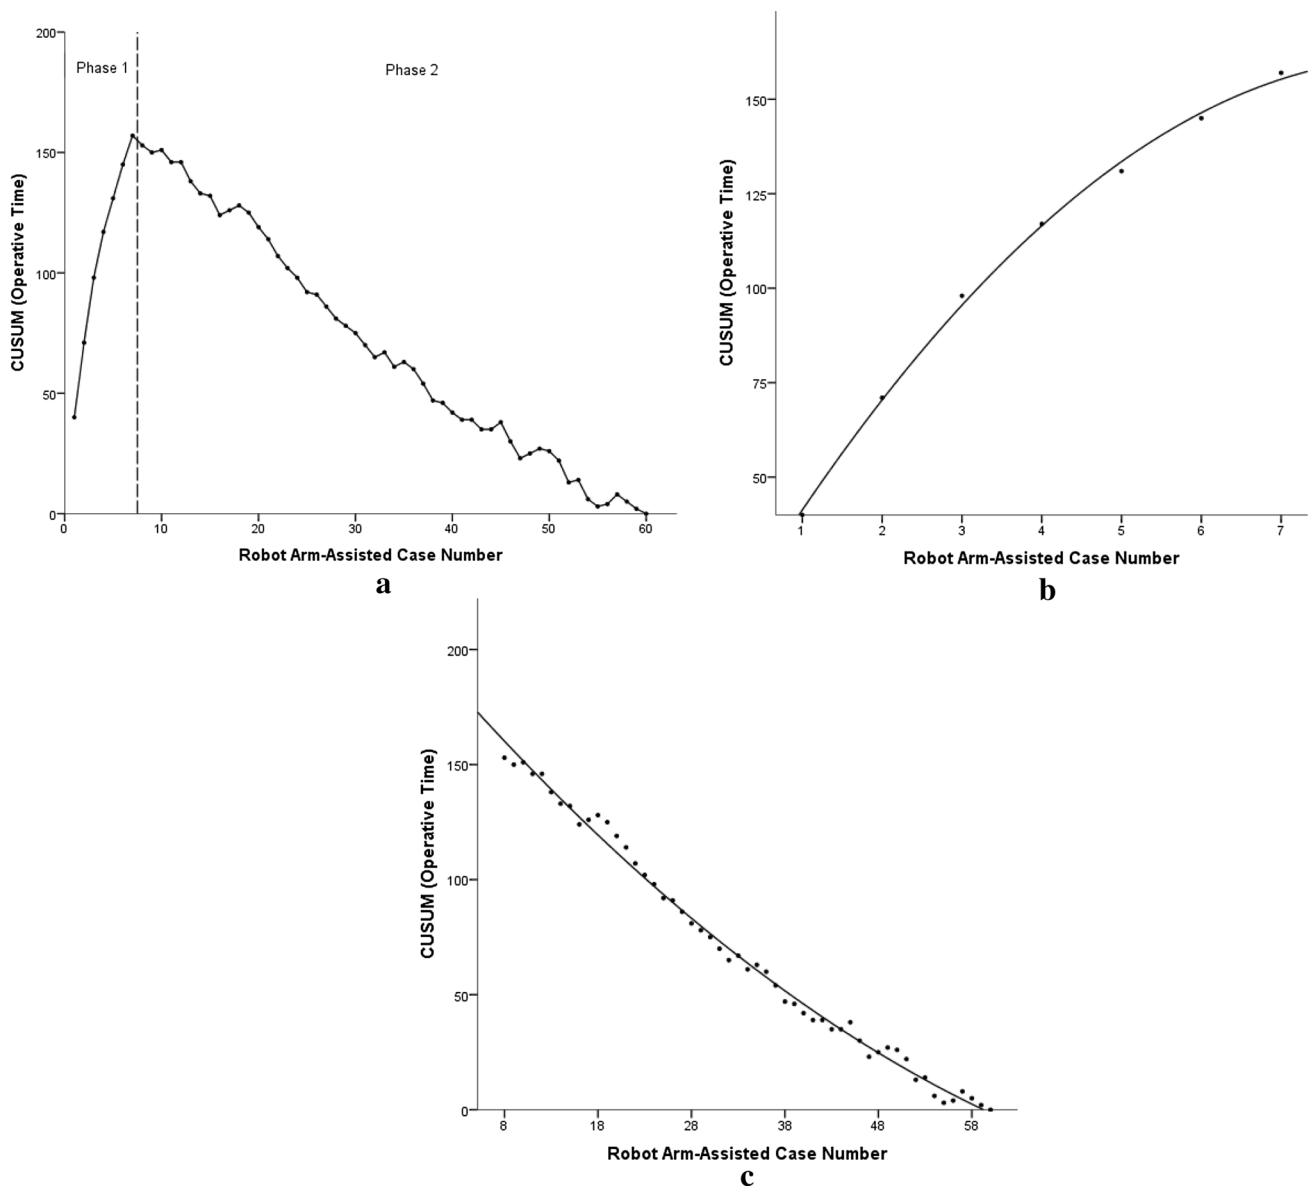 200
Phase 1
Phase 2
150
100
50
0
CUSUM (Operative Time)
0 10 20 30 40 50 60
Robot Arm-Assisted Case Number
a
150
125
100
75
50
CUSUM (Operative Time)
1 2 3 4 5 6 7
Robot Arm-Assisted Case Number
b
200
150
100
50
0
CUSUM (Operative Time)
8 18 28 38 48 58
Robot Arm-Assisted Case Number
c